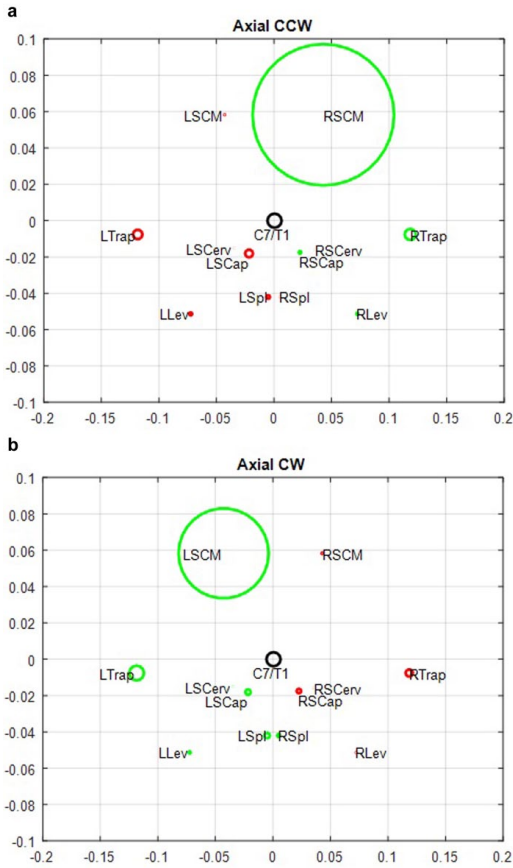 a
Axial CCW
0.1
0.08
0.06
LSCM
RSCM
0.04
0.02
0
LTrap
C7/T1
RTrap
-0.02
LSCerv
RSCerv
LSCap
RSCap
-0.04
LSpl
RSpl
LLev
RLev
-0.06
-0.08
-0.1
-0.2 -0.15 -0.1 -0.05 0 0.05 0.1 0.15 0.2
b
Axial CW
0.1
0.08
0.06
LSCM
RSCM
0.04
0.02
0
LTrap
C7/T1
RTrap
-0.02
LSCerv
RSCerv
LSCap
RSCap
-0.04
LSpl
RSpl
LLev
RLev
-0.06
-0.08
-0.1
-0.2 -0.15 -0.1 -0.05 0 0.05 0.1 0.15 0.2